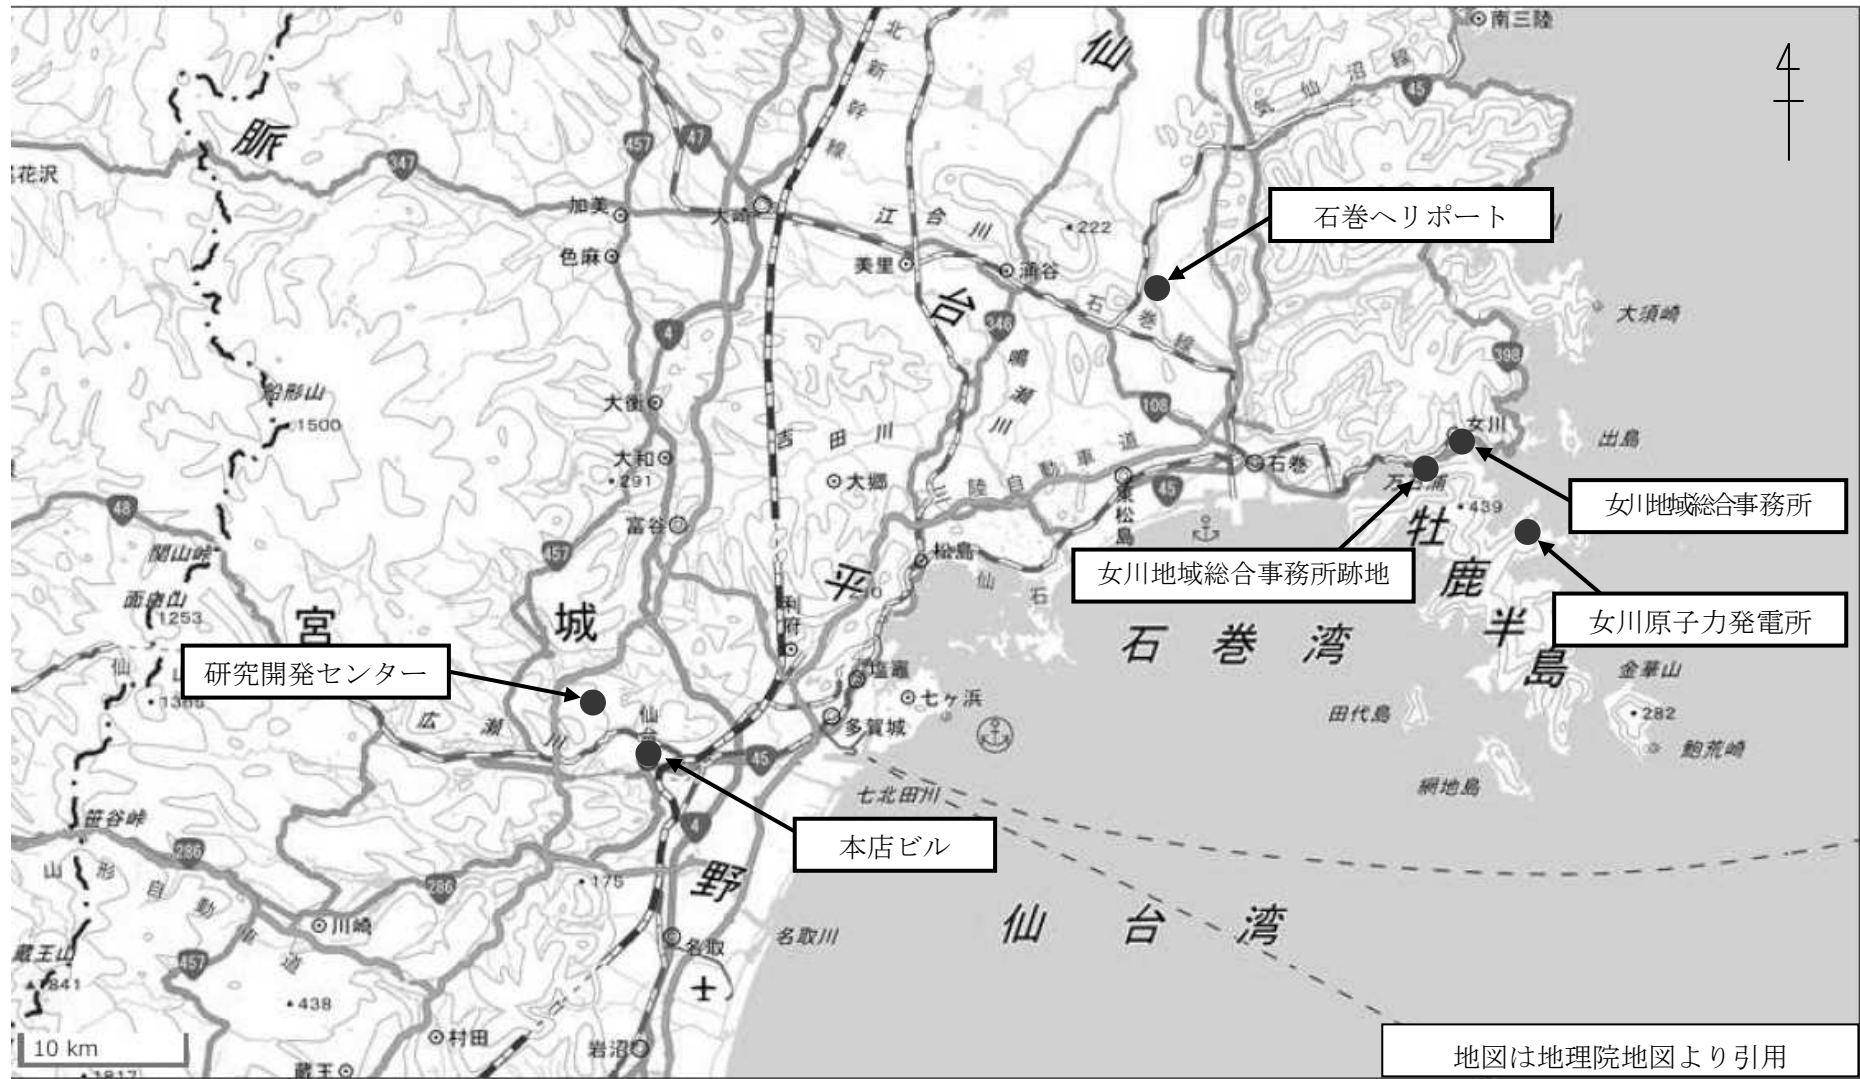 南三陸
仙
北
新
幹
線
気仙沼線
45
脈
457
47
347
花沢
石巻ヘリポート
加美
大崎
江合川
222
色麻
美里
涌谷
石巻線
台
大須崎
4
346
鳴瀬川
398
船形山
1500
大衡
108
吉田川
女川
出島
大和
291
大郷
三陸自動車道
石巻
万石浦
439
45
東松島
女川地域総合事務所
48
富谷
牡
鹿
半
島
関山峠
457
松島
仙石
女川地域総合事務所跡地
平
面白山
1253
宮
城
利府
石巻湾
女川原子力発電所
仙
研究開発センター
塩竈
金華山
七ヶ浜
282
田代島
広瀬川
仙台
多賀城
鮑荒崎
45
網地島
七北田川
笹谷峠
4
本店ビル
286
山形自動車道
286
175
野
川崎
名取
名取川
仙台湾
蔵王山
457
1841
438
村田
10 km
岩沼
蔵王
地図は地理院地図より引用